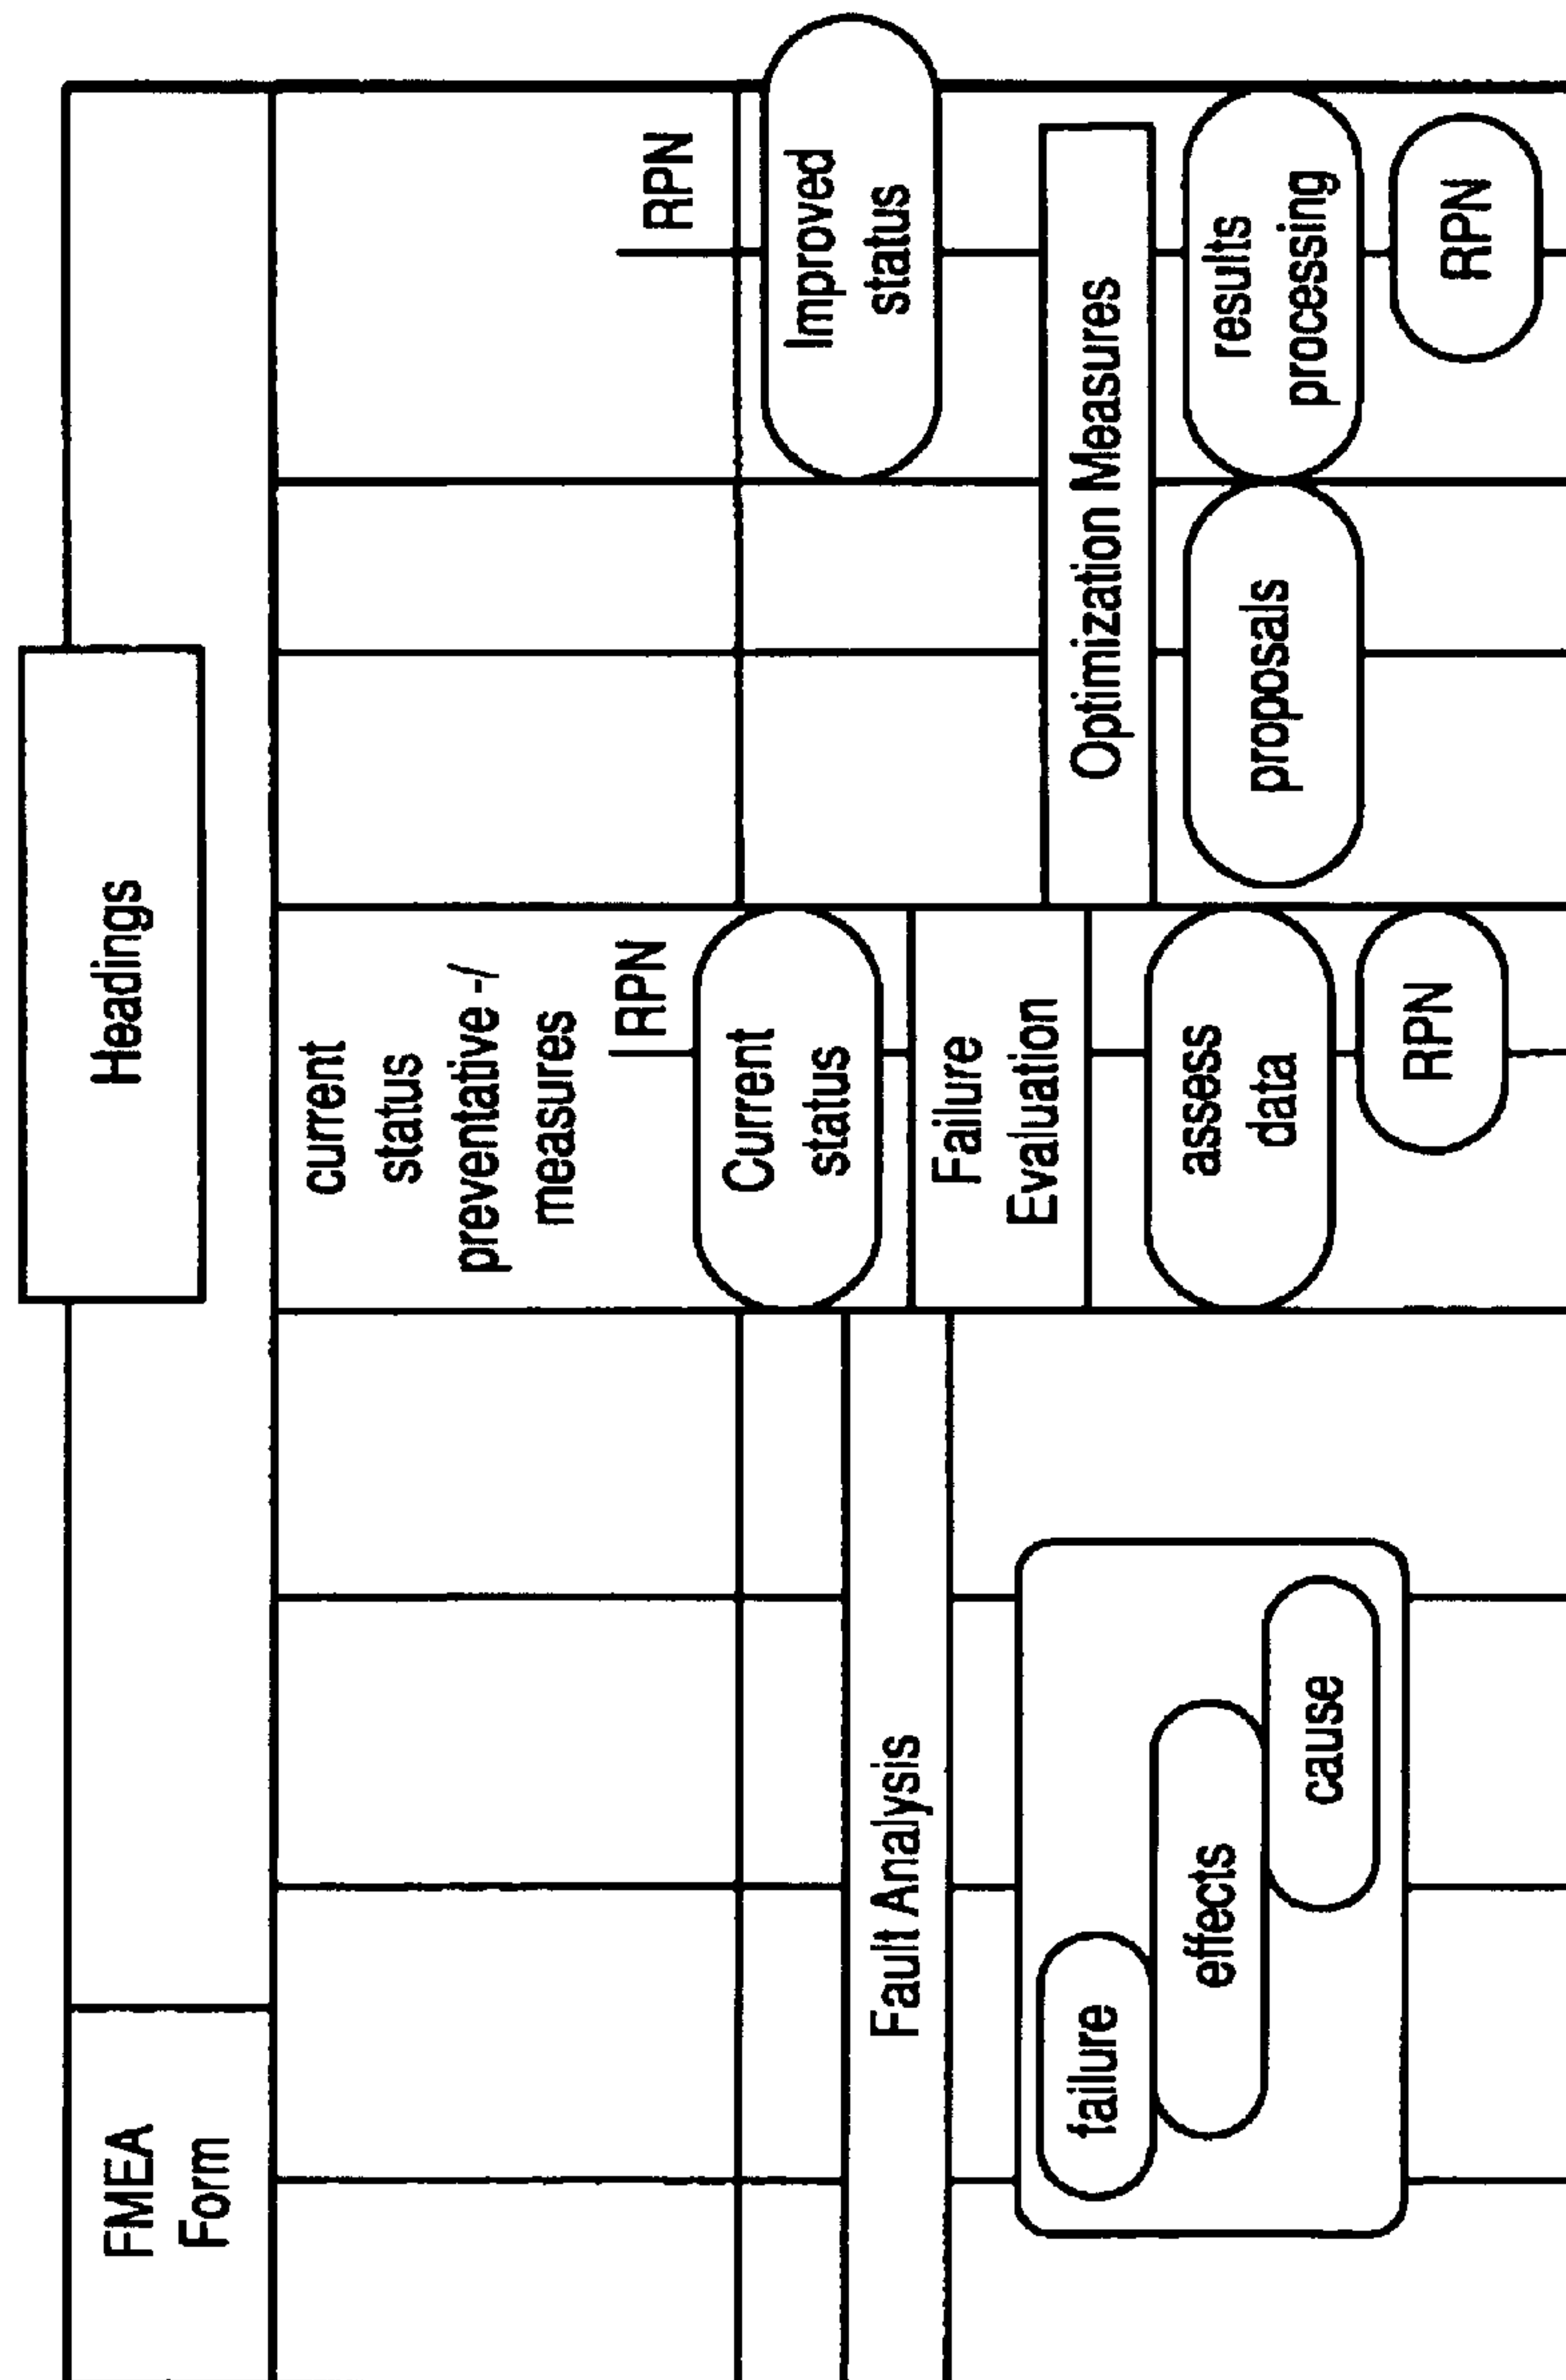 Headings
FMEA
Form
current
status
preventative -/
measures
RPN
RPN
Current
status
Improved
status
Fault Analysis
Failure
Evaluation
Optimization Measures
failure
effects
cause
assess
data
RPN
proposals
results
processing
RPN